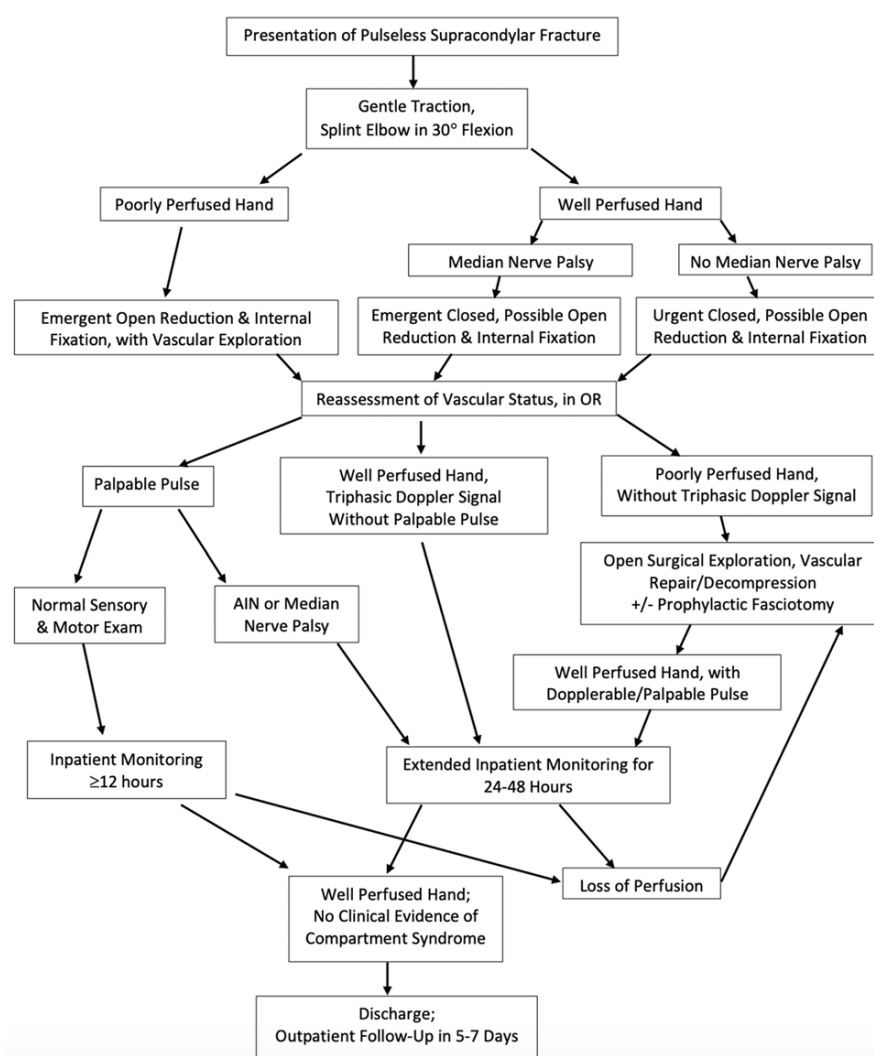 Presentation of Pulseless Supracondylar Fracture
Gentle Traction,
Splint Elbow in 30° Flexion
Poorly Perfused Hand
Well Perfused Hand
Median Nerve Palsy
No Median Nerve Palsy
Emergent Open Reduction & Internal
Fixation, with Vascular Exploration
Emergent Closed, Possible Open
Reduction & Internal Fixation
Urgent Closed, Possible Open
Reduction & Internal Fixation
Reassessment of Vascular Status, in OR
Palpable Pulse
Well Perfused Hand,
Triphasic Doppler Signal
Without Palpable Pulse
Poorly Perfused Hand,
Without Triphasic Doppler Signal
Open Surgical Exploration, Vascular
Repair/Decompression
+/- Prophylactic Fasciotomy
Normal Sensory
& Motor Exam
AIN or Median
Nerve Palsy
Well Perfused Hand, with
Dopplerable/Palpable Pulse
Inpatient Monitoring
≥12 hours
Extended Inpatient Monitoring for
24-48 Hours
Loss of Perfusion
Well Perfused Hand;
No Clinical Evidence of
Compartment Syndrome
Discharge;
Outpatient Follow-Up in 5-7 Days